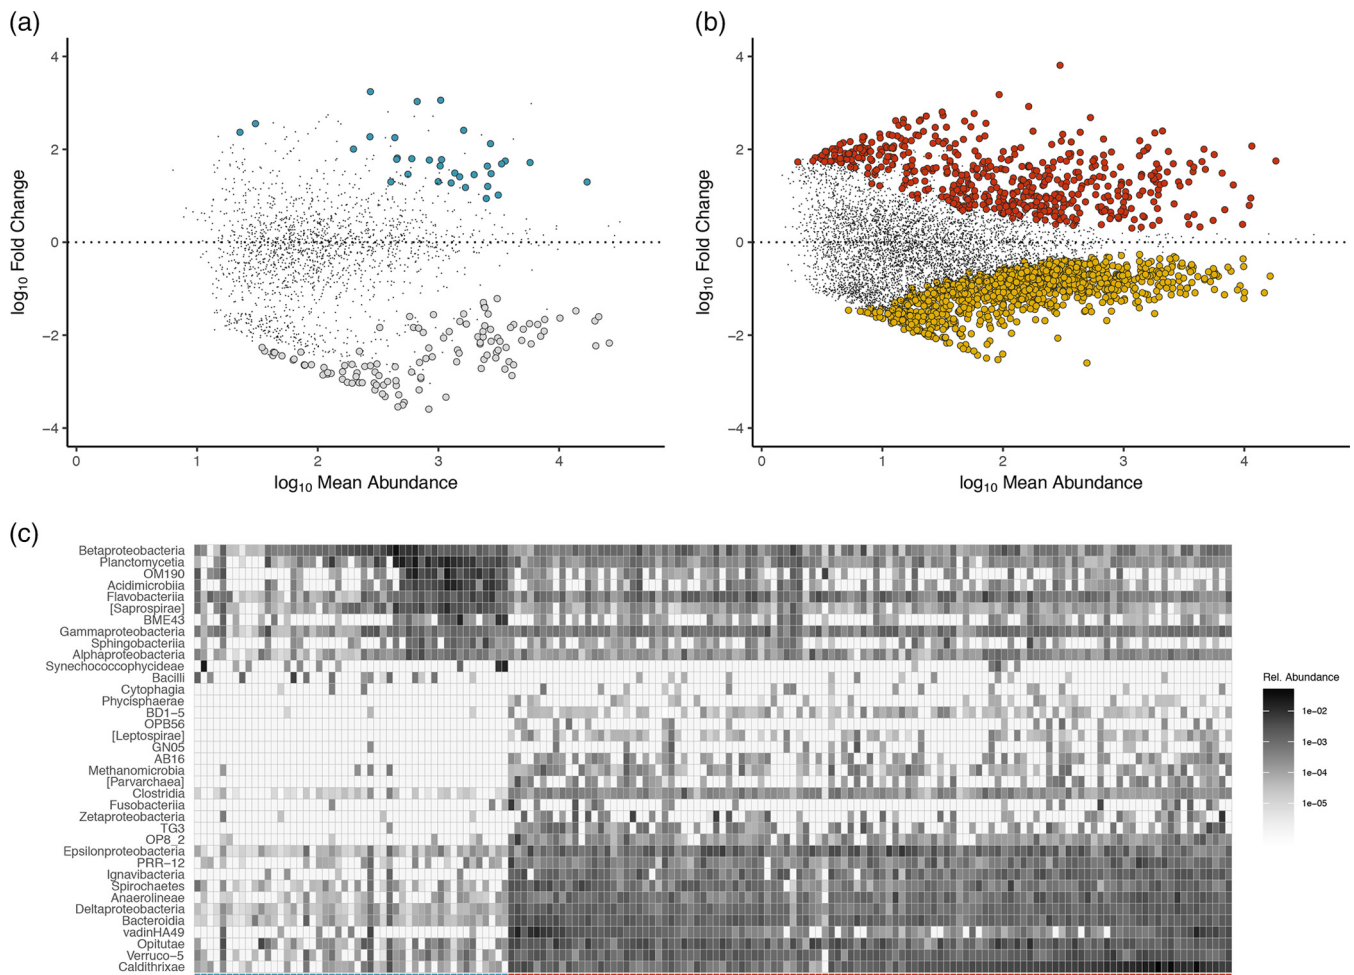 (a)
(b)
4
2
0
−2
−4
log10 Fold Change
0
1
2
3
4
log10 Mean Abundance
4
2
0
−2
−4
log10 Fold Change
0
1
2
3
4
log10 Mean Abundance
(c)
Betaproteobacteria
Planctomycetia
OM190
Acidimicrobiia
Flavobacteriia
[Saprospirae]
BME43
Gammaproteobacteria
Sphingobacteriia
Alphaproteobacteria
Synechococcophycideae
Bacilli
Cytophagia
Phycisphaerae
BD1−5
OPB56
[Leptospirae]
GN05
AB16
Methanomicrobia
[Parvarchaea]
Clostridia
Fusobacteriia
Zetaproteobacteria
TG3
OP8_2
Epsilonproteobacteria
PRR−12
Ignavibacteria
Spirochaetes
Anaerolineae
Deltaproteobacteria
Bacteroidia
vadinHA49
Opitutae
Verruco−5
Caldithrixae
Rel. Abundance
1e−02
1e−03
1e−04
1e−05